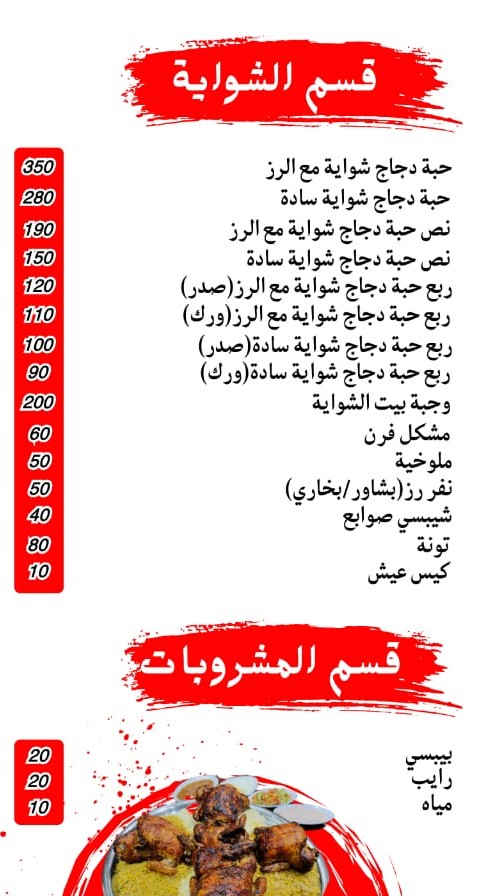 قسم الشواية
حبة دجاج شواية مع الرز 350
حبة دجاج شواية سادة 280
نص حبة دجاج شواية مع الرز 190
نص حبة دجاج شواية سادة 150
ربع حبة دجاج شواية مع الرز(صدر) 120
ربع حبة دجاج شواية مع الرز(ورك) 110
ربع حبة دجاج شواية سادة(صدر) 100
ربع حبة دجاج شواية سادة(ورك) 90
وجبة بيت الشواية 200
مشكل فرن 60
ملوخية 50
نفر رز(بشاور/بخاري) 50
شيبسي صوابع 40
تونة 80
كيس عيش 10
قسم المشروبات
بيبسي 20
رايب 20
مياه 10